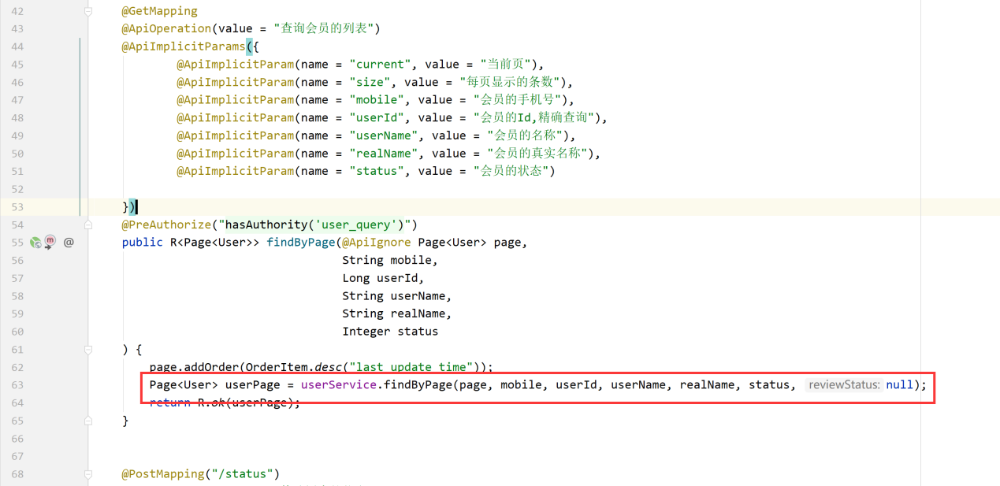 42 @GetMapping
43 @ApiOperation(value = "查询会员的列表")
44 @ApiImplicitParams({
45 @ApiImplicitParam(name = "current", value = "当前页"),
46 @ApiImplicitParam(name = "size", value = "每页显示的条数"),
47 @ApiImplicitParam(name = "mobile", value = "会员的手机号"),
48 @ApiImplicitParam(name = "userId", value = "会员的Id,精确查询"),
49 @ApiImplicitParam(name = "userName", value = "会员的名称"),
50 @ApiImplicitParam(name = "realName", value = "会员的真实名称"),
51 @ApiImplicitParam(name = "status", value = "会员的状态")
52
53 })
54 @PreAuthorize("hasAuthority('user_query')")
55 @ public R<Page<User>> findByPage(@ApiIgnore Page<User> page,
56 String mobile,
57 Long userId,
58 String userName,
59 String realName,
60 Integer status
61 ) {
62 page.addOrder(OrderItem.desc("last_update_time"));
63 Page<User> userPage = userService.findByPage(page, mobile, userId, userName, realName, status, reviewStatus: null);
64 return R.ok(userPage);
65 }
66
67
68 @PostMapping("/status")